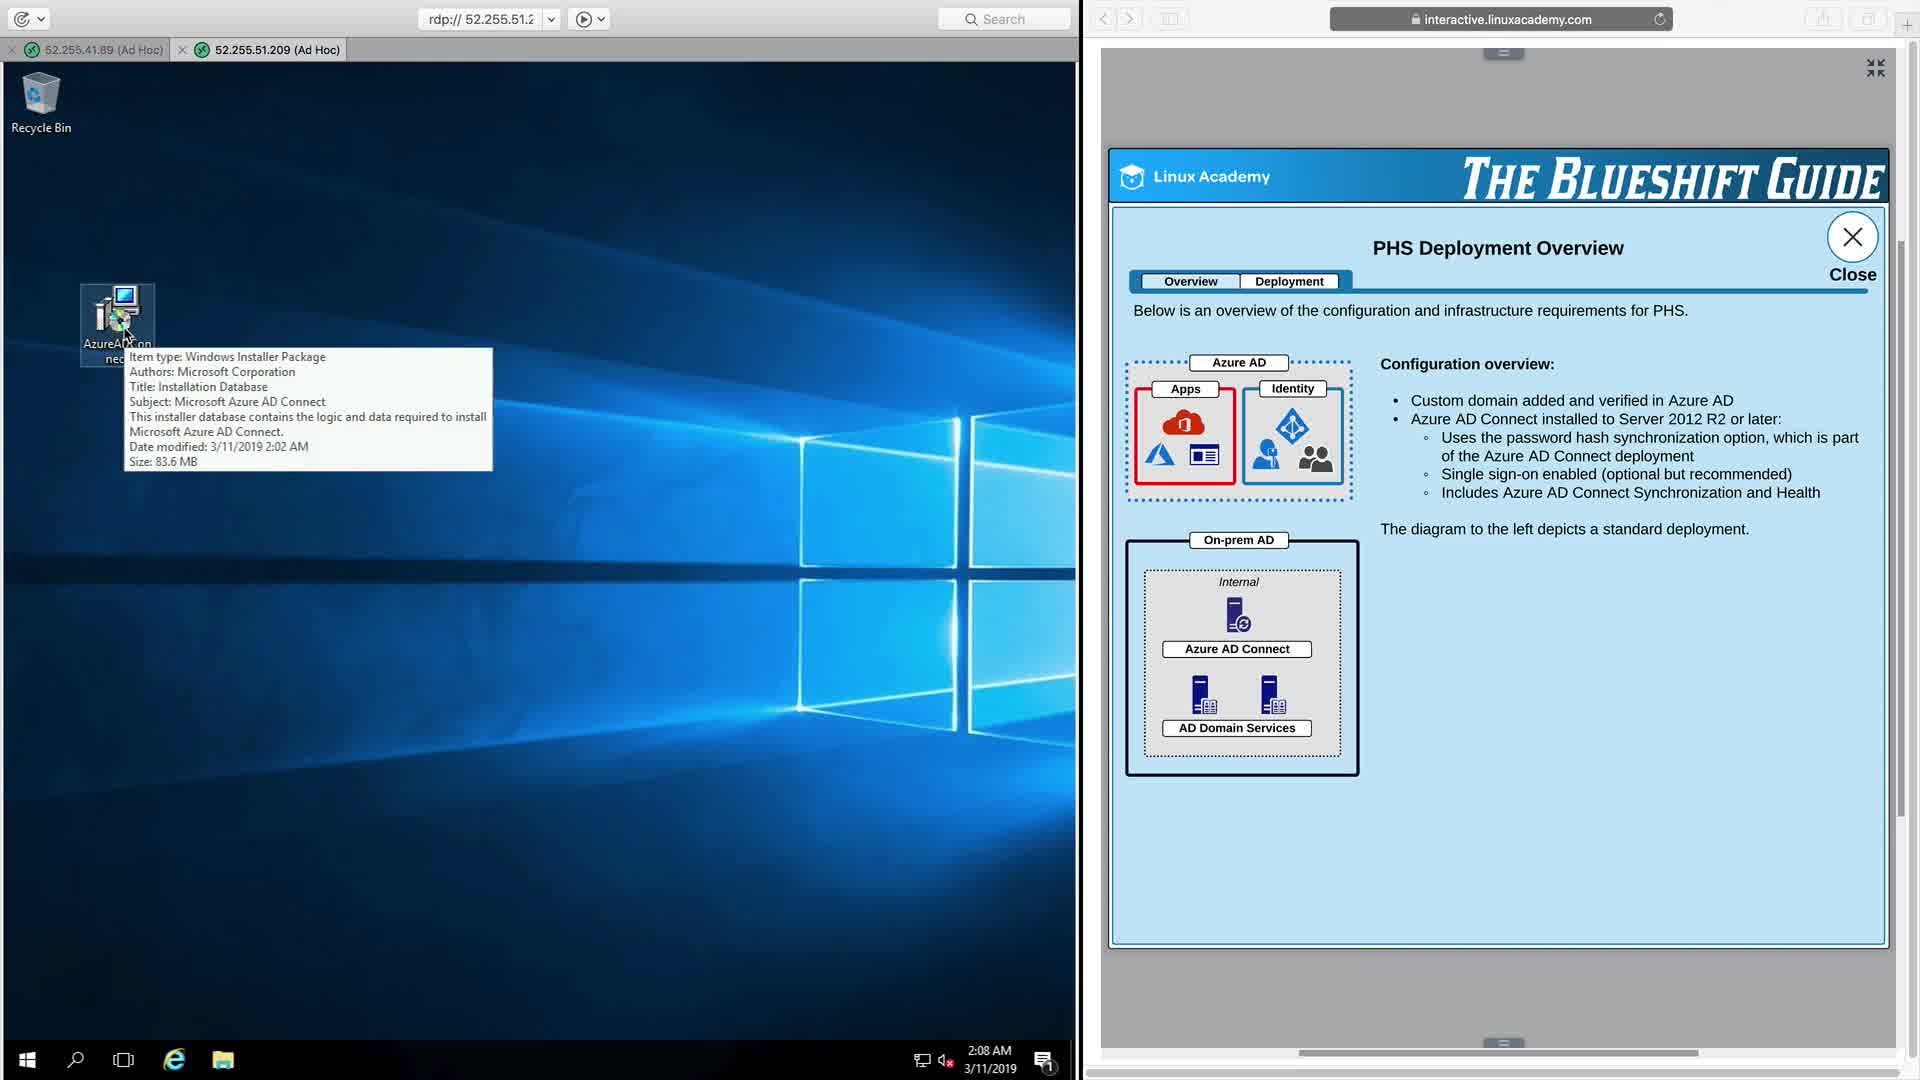 rdp:// 52.255.51.2
Search
52.255.41.89 (Ad Hoc)
52.255.51.209 (Ad Hoc)
Recycle Bin
AzureADCon
nec
Item type: Windows Installer Package
Authors: Microsoft Corporation
Title: Installation Database
Subject: Microsoft Azure AD Connect
This installer database contains the logic and data required to install
Microsoft Azure AD Connect.
Date modified: 3/11/2019 2:02 AM
Size: 83.6 MB
2:08 AM
3/11/2019
1
interactive.linuxacademy.com
Linux Academy
THE BLUESHIFT GUIDE
PHS Deployment Overview
Close
Overview
Deployment
Below is an overview of the configuration and infrastructure requirements for PHS.
Azure AD
Apps
Identity
On-prem AD
Internal
Azure AD Connect
AD Domain Services
Configuration overview:
• Custom domain added and verified in Azure AD
• Azure AD Connect installed to Server 2012 R2 or later:
◦ Uses the password hash synchronization option, which is part
of the Azure AD Connect deployment
◦ Single sign-on enabled (optional but recommended)
◦ Includes Azure AD Connect Synchronization and Health
The diagram to the left depicts a standard deployment.